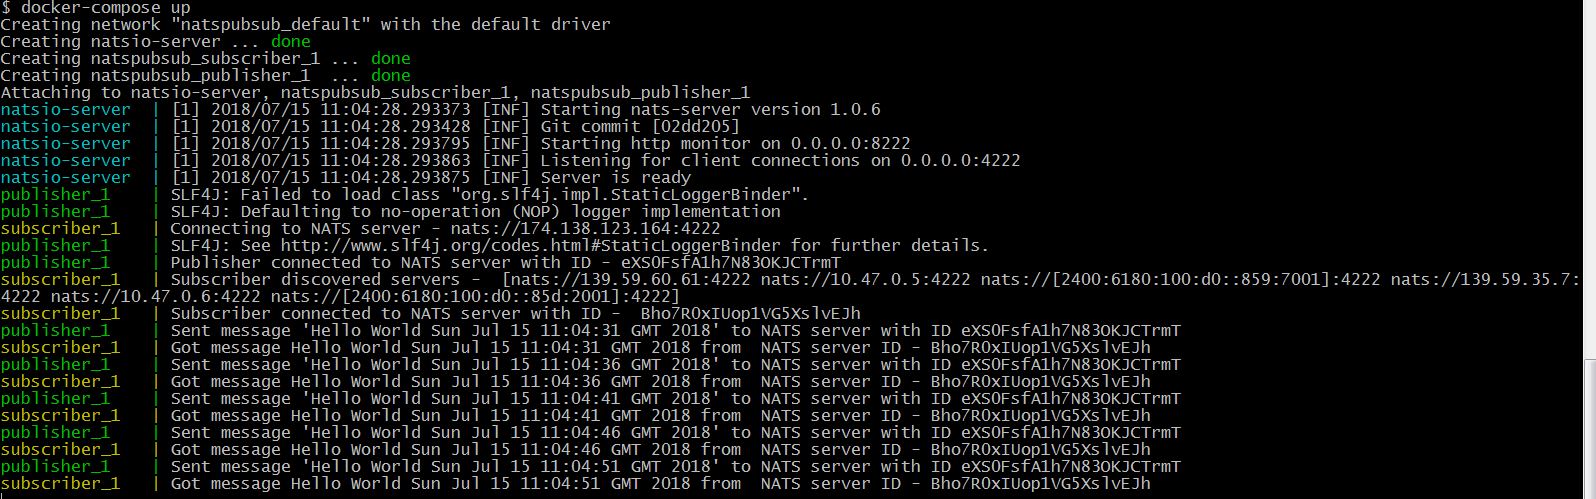 $ docker-compose up
Creating network "natspubsub_default" with the default driver
Creating natsio-server ... done
Creating natspubsub_subscriber_1 ... done
Creating natspubsub_publisher_1  ... done
Attaching to natsio-server, natspubsub_subscriber_1, natspubsub_publisher_1
natsio-server  | [1] 2018/07/15 11:04:28.293373 [INF] Starting nats-server version 1.0.6
natsio-server  | [1] 2018/07/15 11:04:28.293428 [INF] Git commit [02dd205]
natsio-server  | [1] 2018/07/15 11:04:28.293795 [INF] Starting http monitor on 0.0.0.0:8222
natsio-server  | [1] 2018/07/15 11:04:28.293863 [INF] Listening for client connections on 0.0.0.0:4222
natsio-server  | [1] 2018/07/15 11:04:28.293875 [INF] Server is ready
publisher_1    | SLF4J: Failed to load class "org.slf4j.impl.StaticLoggerBinder".
publisher_1    | SLF4J: Defaulting to no-operation (NOP) logger implementation
subscriber_1   | Connecting to NATS server - nats://174.138.123.164:4222
publisher_1    | SLF4J: See http://www.slf4j.org/codes.html#StaticLoggerBinder for further details.
publisher_1    | Publisher connected to NATS server with ID - eXSOFsfA1h7N83OKJCTrmT
subscriber_1   | Subscriber discovered servers -  [nats://139.59.60.61:4222 nats://10.47.0.5:4222 nats://[2400:6180:100:d0::859:7001]:4222 nats://139.59.35.7:
4222 nats://10.47.0.6:4222 nats://[2400:6180:100:d0::85d:2001]:4222]
subscriber_1   | Subscriber connected to NATS server with ID -  Bho7R0xIUop1VG5XslvEJh
publisher_1    | Sent message 'Hello World Sun Jul 15 11:04:31 GMT 2018' to NATS server with ID eXSOFsfA1h7N83OKJCTrmT
subscriber_1   | Got message Hello World Sun Jul 15 11:04:31 GMT 2018 from  NATS server ID - Bho7R0xIUop1VG5XslvEJh
publisher_1    | Sent message 'Hello World Sun Jul 15 11:04:36 GMT 2018' to NATS server with ID eXSOFsfA1h7N83OKJCTrmT
subscriber_1   | Got message Hello World Sun Jul 15 11:04:36 GMT 2018 from  NATS server ID - Bho7R0xIUop1VG5XslvEJh
publisher_1    | Sent message 'Hello World Sun Jul 15 11:04:41 GMT 2018' to NATS server with ID eXSOFsfA1h7N83OKJCTrmT
subscriber_1   | Got message Hello World Sun Jul 15 11:04:41 GMT 2018 from  NATS server ID - Bho7R0xIUop1VG5XslvEJh
publisher_1    | Sent message 'Hello World Sun Jul 15 11:04:46 GMT 2018' to NATS server with ID eXSOFsfA1h7N83OKJCTrmT
subscriber_1   | Got message Hello World Sun Jul 15 11:04:46 GMT 2018 from  NATS server ID - Bho7R0xIUop1VG5XslvEJh
publisher_1    | Sent message 'Hello World Sun Jul 15 11:04:51 GMT 2018' to NATS server with ID eXSOFsfA1h7N83OKJCTrmT
subscriber_1   | Got message Hello World Sun Jul 15 11:04:51 GMT 2018 from  NATS server ID - Bho7R0xIUop1VG5XslvEJh